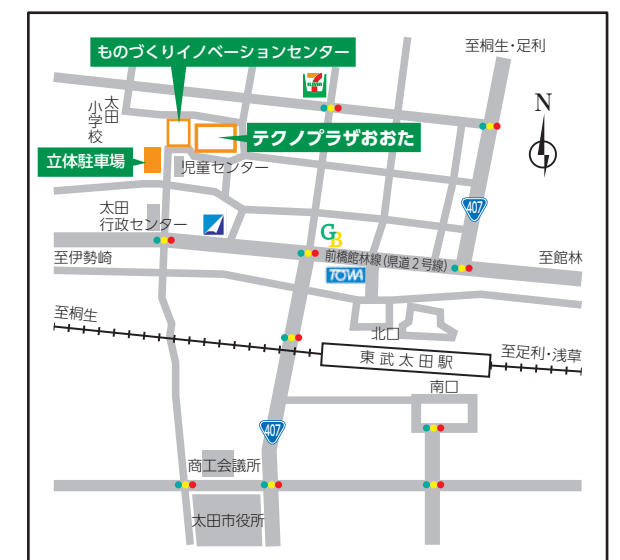 ものづくりイノベーションセンター
至桐生・足利
7
ELEVEN
N
太田
小学校
テクノプラザおおた
立体駐車場
児童センター
407
太田
行政センター
GB
至伊勢崎
前橋館林線(県道2号線)
至館林
TOWA
至桐生
北口
東武太田駅
至足利・浅草
南口
407
商工会議所
太田市役所